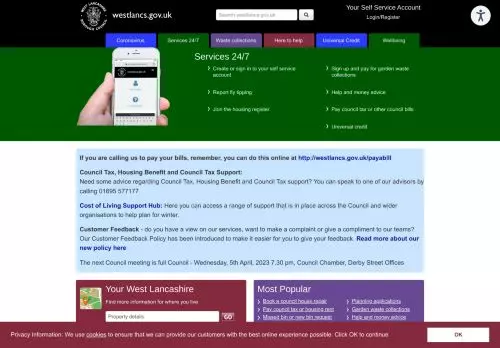 WEST LANCASHIRE
westlancs.gov.uk
Search westlancs.gov.uk
Your Self Service Account
Login/Register
Coronavirus
Services 24/7
Waste collections
Here to help
Universal Credit
Wellbeing
Services 24/7
Create or sign in to your self service
account
Report fly tipping
Join the housing register
Sign up and pay for garden waste
collections
Help and money advice
Pay council tax or other council bills
Universal credit
If you are calling us to pay your bills, remember, you can do this online at http://westlancs.gov.uk/payabill
Council Tax, Housing Benefit and Council Tax Support:
Need some advice regarding Council Tax, Housing Benefit and Council Tax support? You can speak to one of our advisors by
calling 01695 577177
Cost of Living Support Hub: Here you can access a range of support that is in place across the Council and wider
organisations to help plan for winter.
Customer Feedback - do you have a view on our services, want to make a complaint or give a compliment to our teams?
Our Customer Feedback Policy has been introduced to make it easier for you to give your feedback. Read more about our
new policy here
The next Council meeting is full Council - Wednesday, 5th April, 2023 7.30 pm, Council Chamber, Derby Street Offices
Your West Lancashire
Find more information for where you live
Property details
GO
Most Popular
Book a council house repair
Pay council tax or housing rent
Missed bin or new bin request
Planning applications
Garden waste collections
Help and money advice
Privacy Information: We use cookies to ensure that we can provide our customers with the best online experience possible. Click OK to continue.
OK